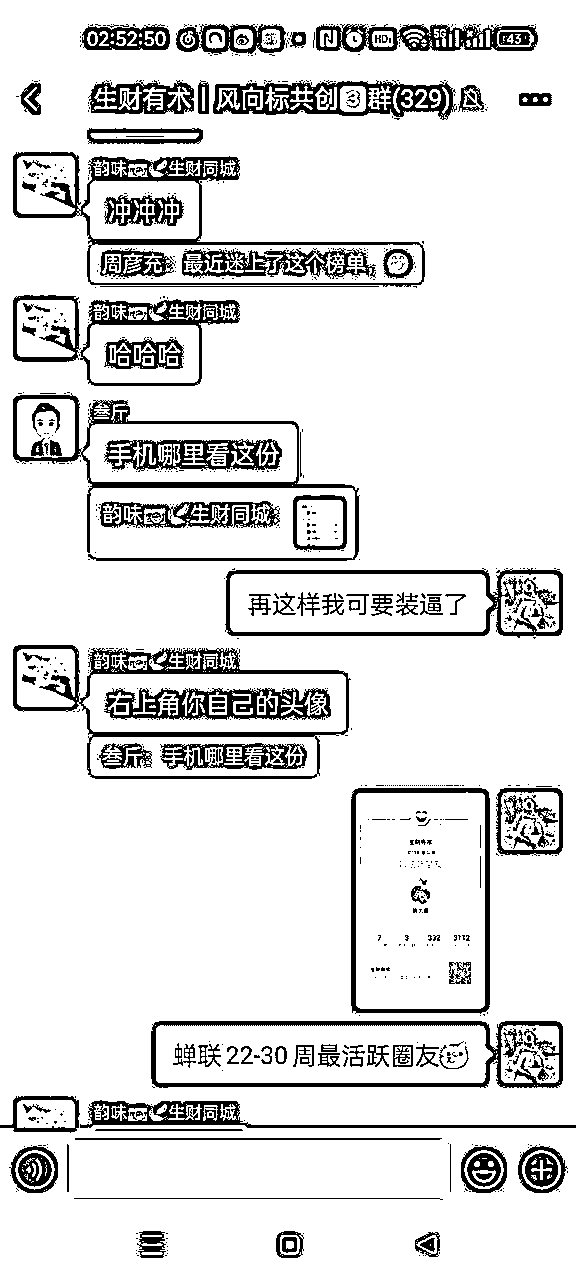 02:52:50
生财有术丨风向标共创3群(329)
韵味 生财同城
冲冲冲
周彦充: 最近迷上了这个榜单,
韵味 生财同城
哈哈哈
叁斤
手机哪里看这份
韵味 生财同城:
再这样我可要装逼了
韵味 生财同城
右上角你自己的头像
叁斤: 手机哪里看这份
7 3 332 3712
蝉联 22-30 周最活跃圈友
韵味 生财同城